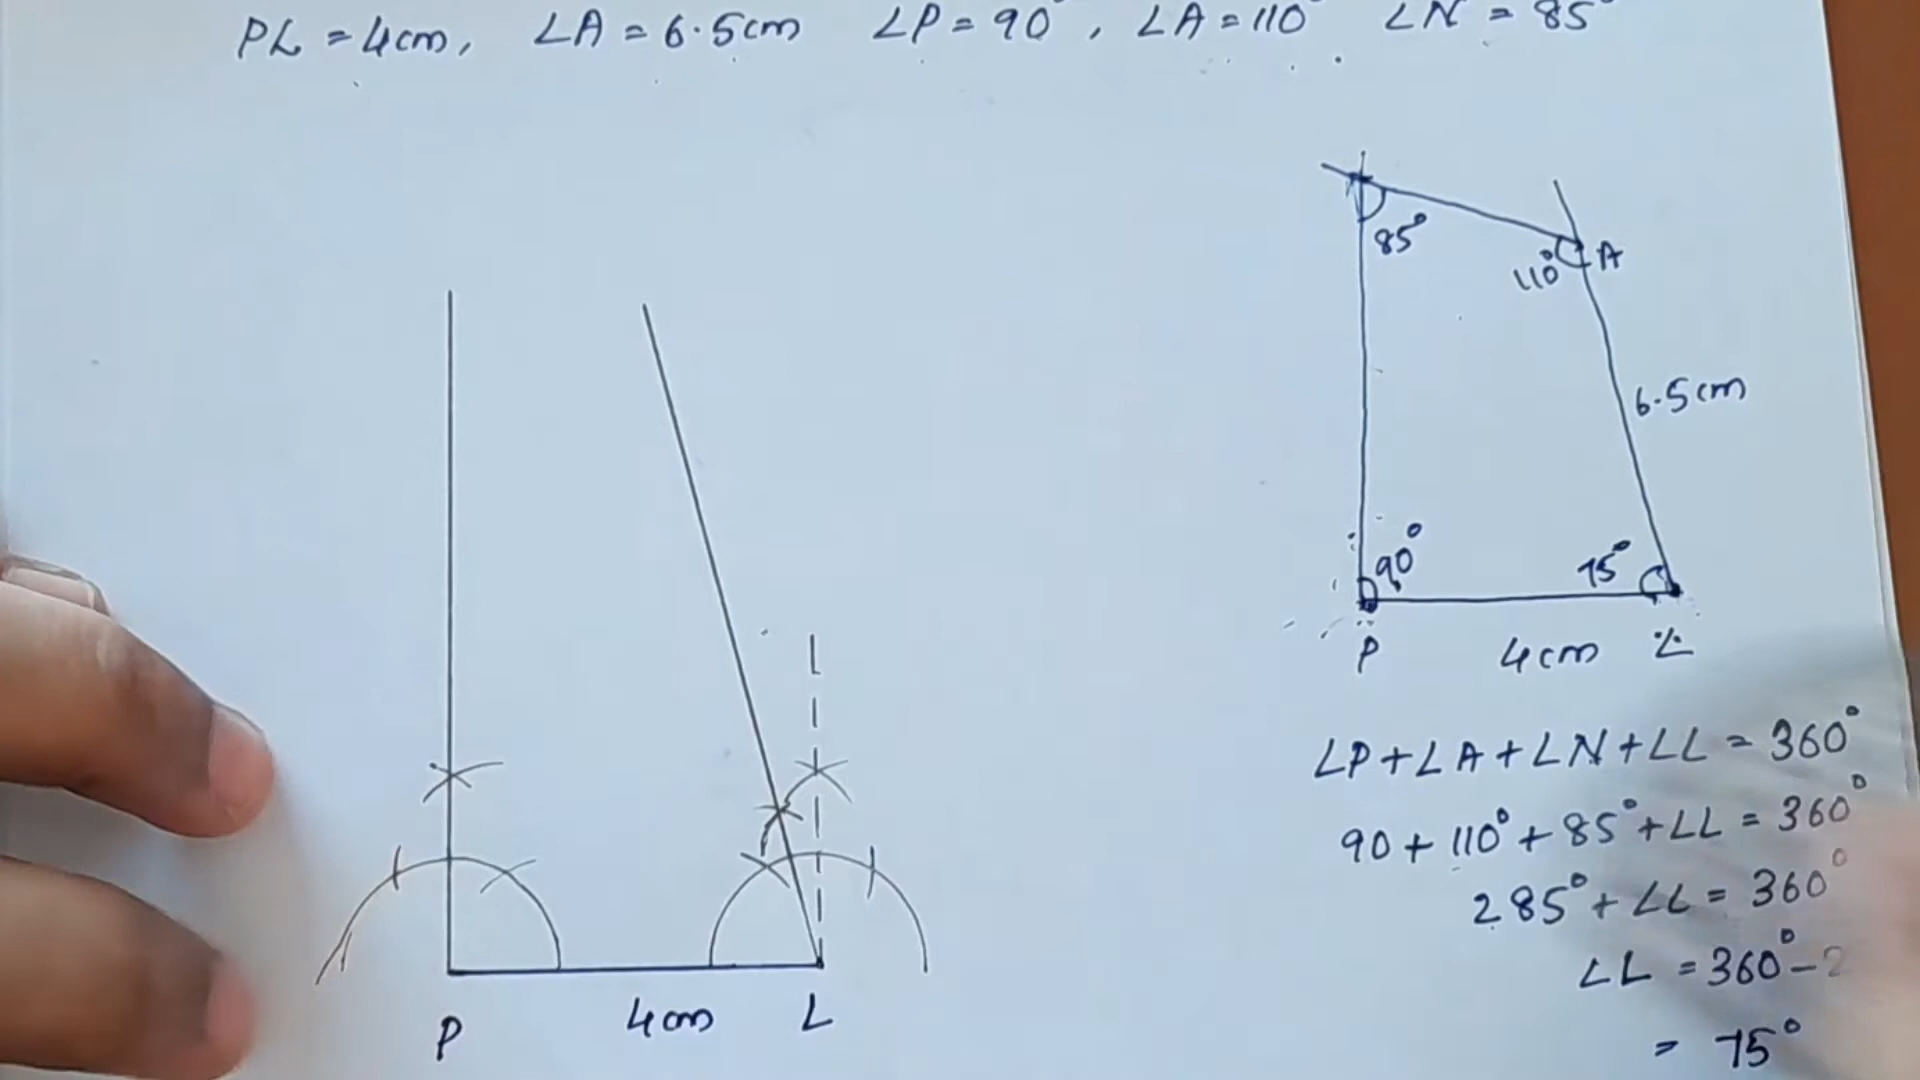 PL = 4cm, LA = 6.5cm ∠P = 90°, ∠A = 110° ∠N = 85°
85°
110° A
6.5cm
90° 75°
P 4cm L
∠P + ∠A + ∠N + ∠L = 360°
90 + 110° + 85° + ∠L = 360°
285° + ∠L = 360°
∠L = 360° - 2
= 75°
P 4cm L